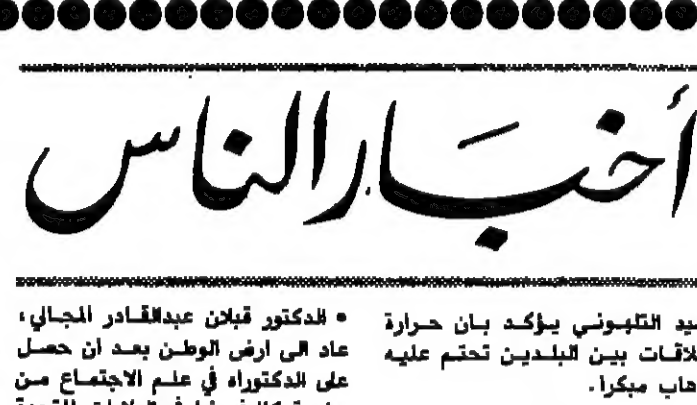 أخبار الناس
يد التلهوني يؤكد بان حرارة
لاقات بين البلدين تحتم عليه
هاب مبكرا.
• الدكتور قبلان عبدالقادر المجالي،
عاد الى ارض الوطن بعد ان حصل
على الدكتوراه في علم الاجتماع من